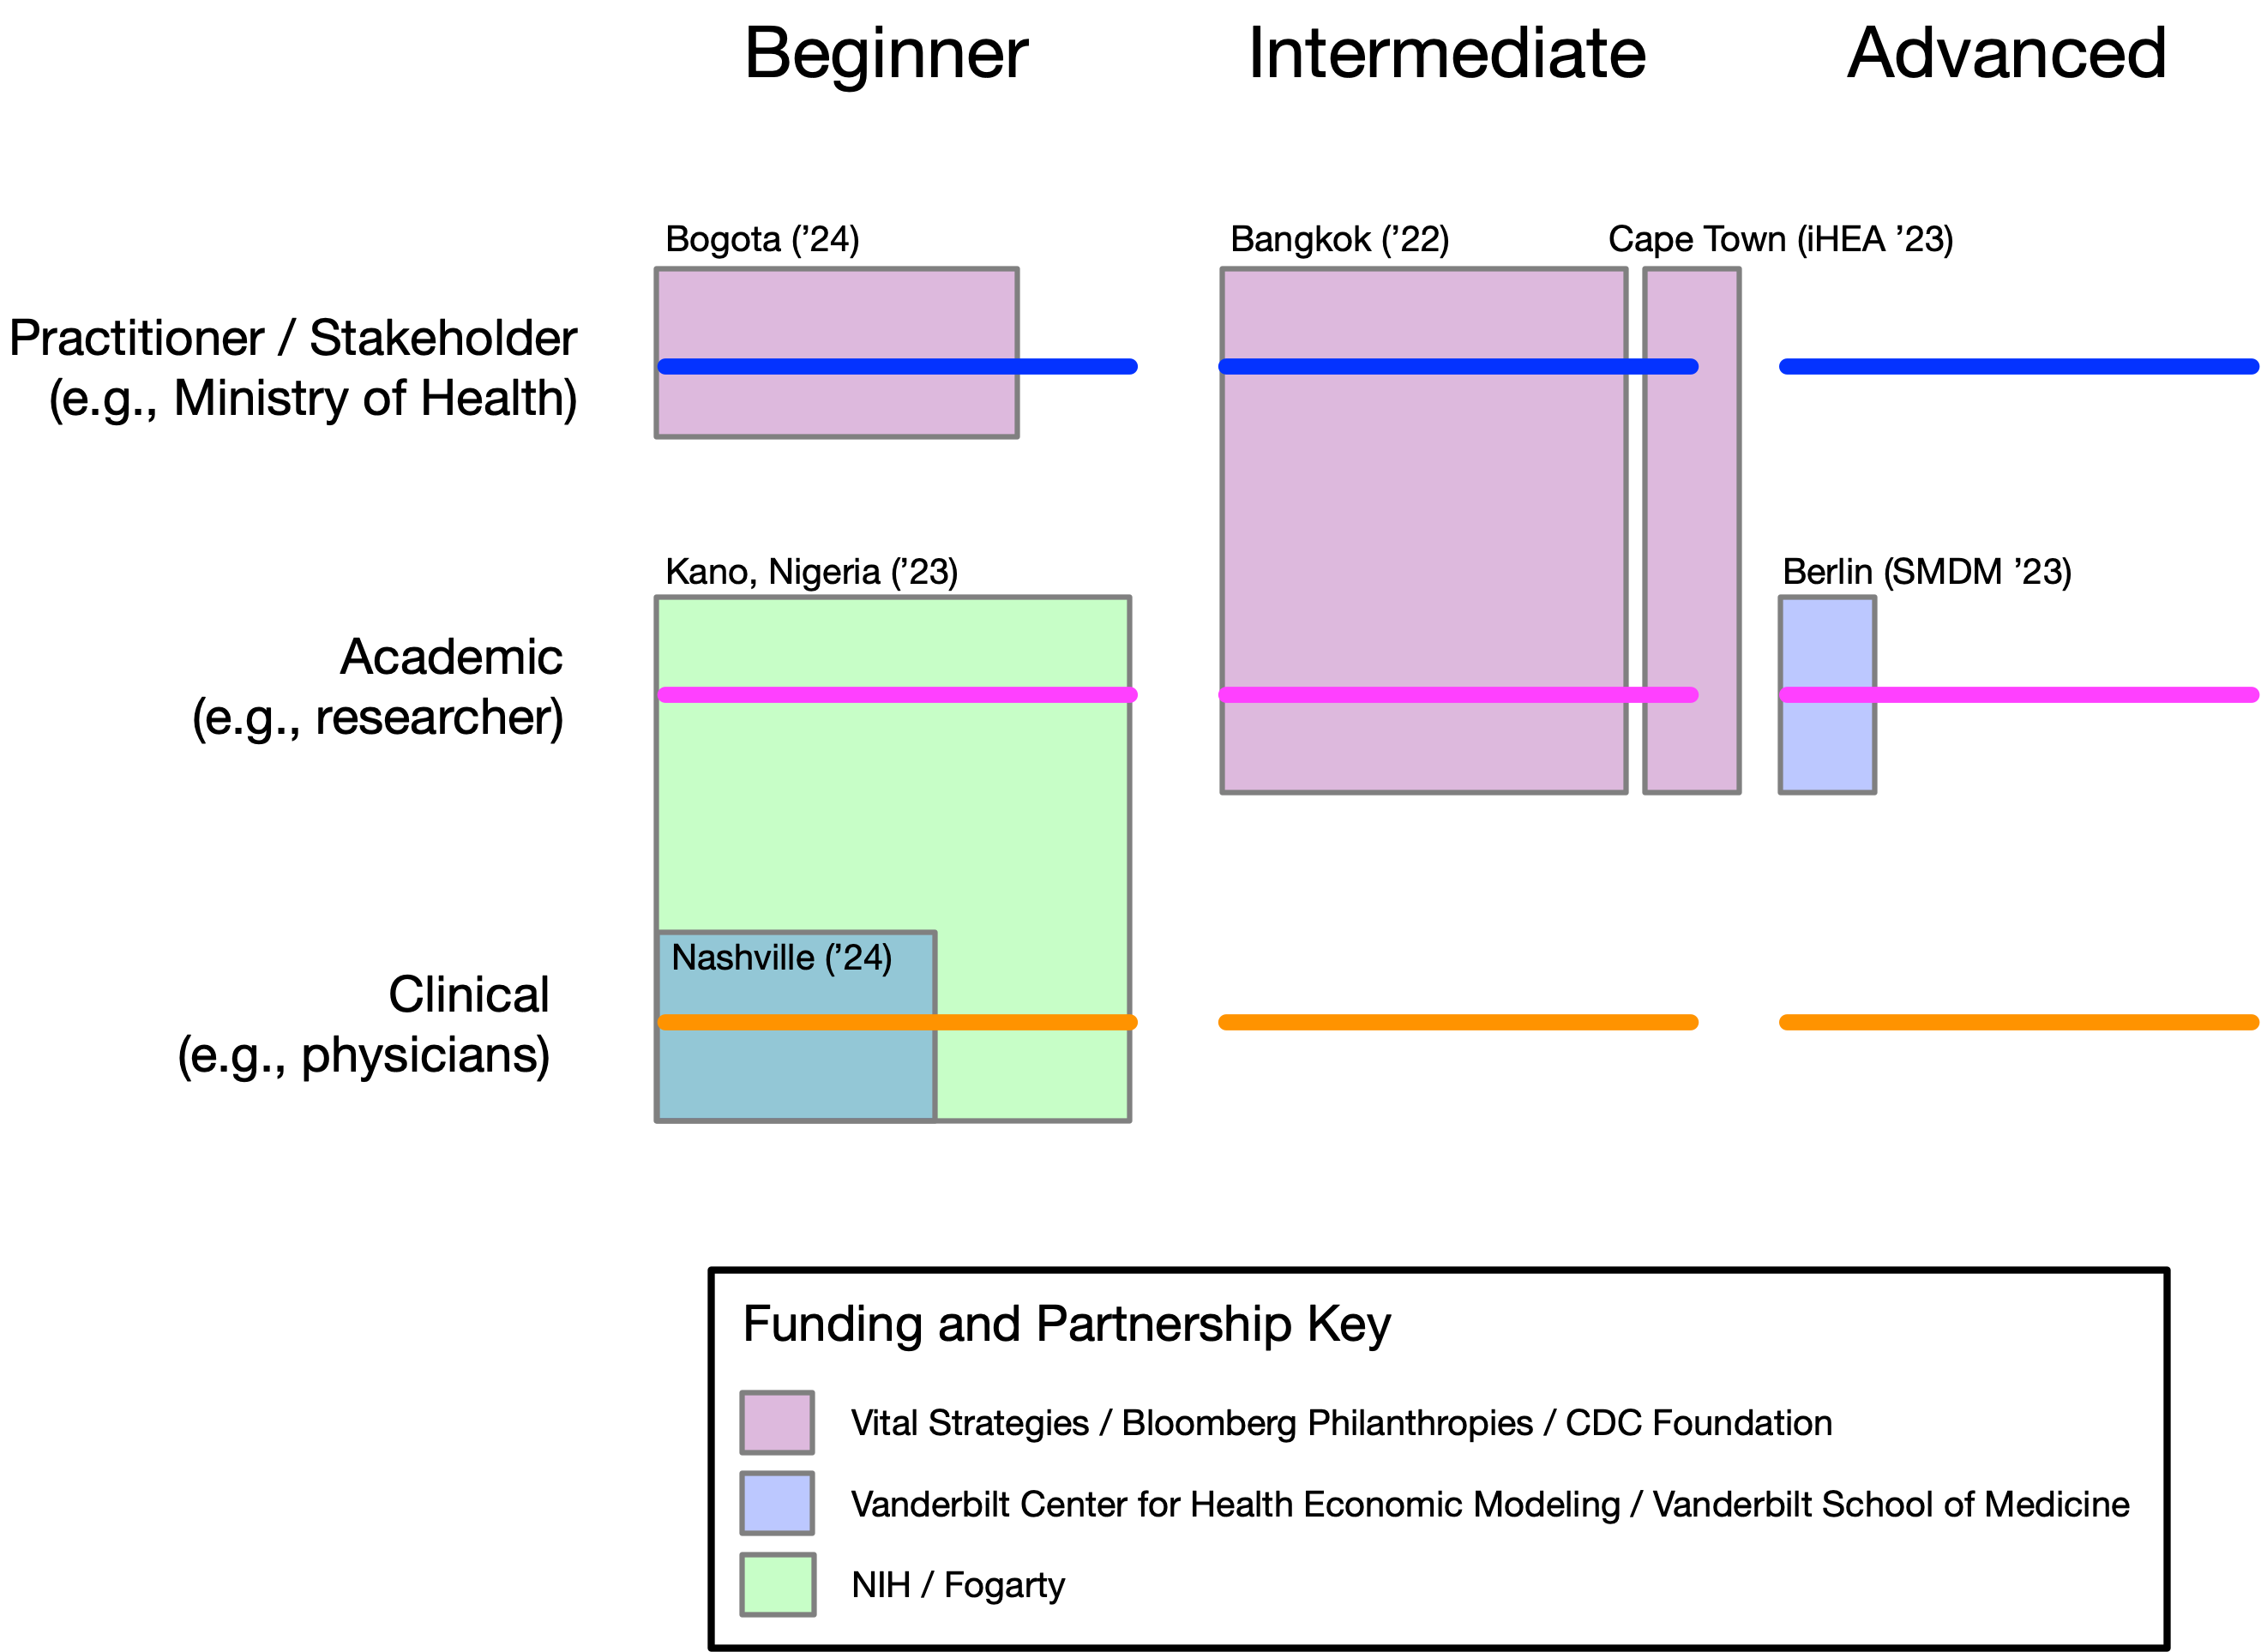 Beginner
Intermediate
Advanced
Bogota (’24)
Bangkok (’22)
Cape Town (iHEA ’23)
Practitioner / Stakeholder
(e.g., Ministry of Health)
Kano, Nigeria (’23)
Berlin (SMDM ’23)
Academic
(e.g., researcher)
Nashville (’24)
Clinical
(e.g., physicians)
Funding and Partnership Key
Vital Strategies / Bloomberg Philanthropies / CDC Foundation
Vanderbilt Center for Health Economic Modeling / Vanderbilt School of Medicine
NIH / Fogarty